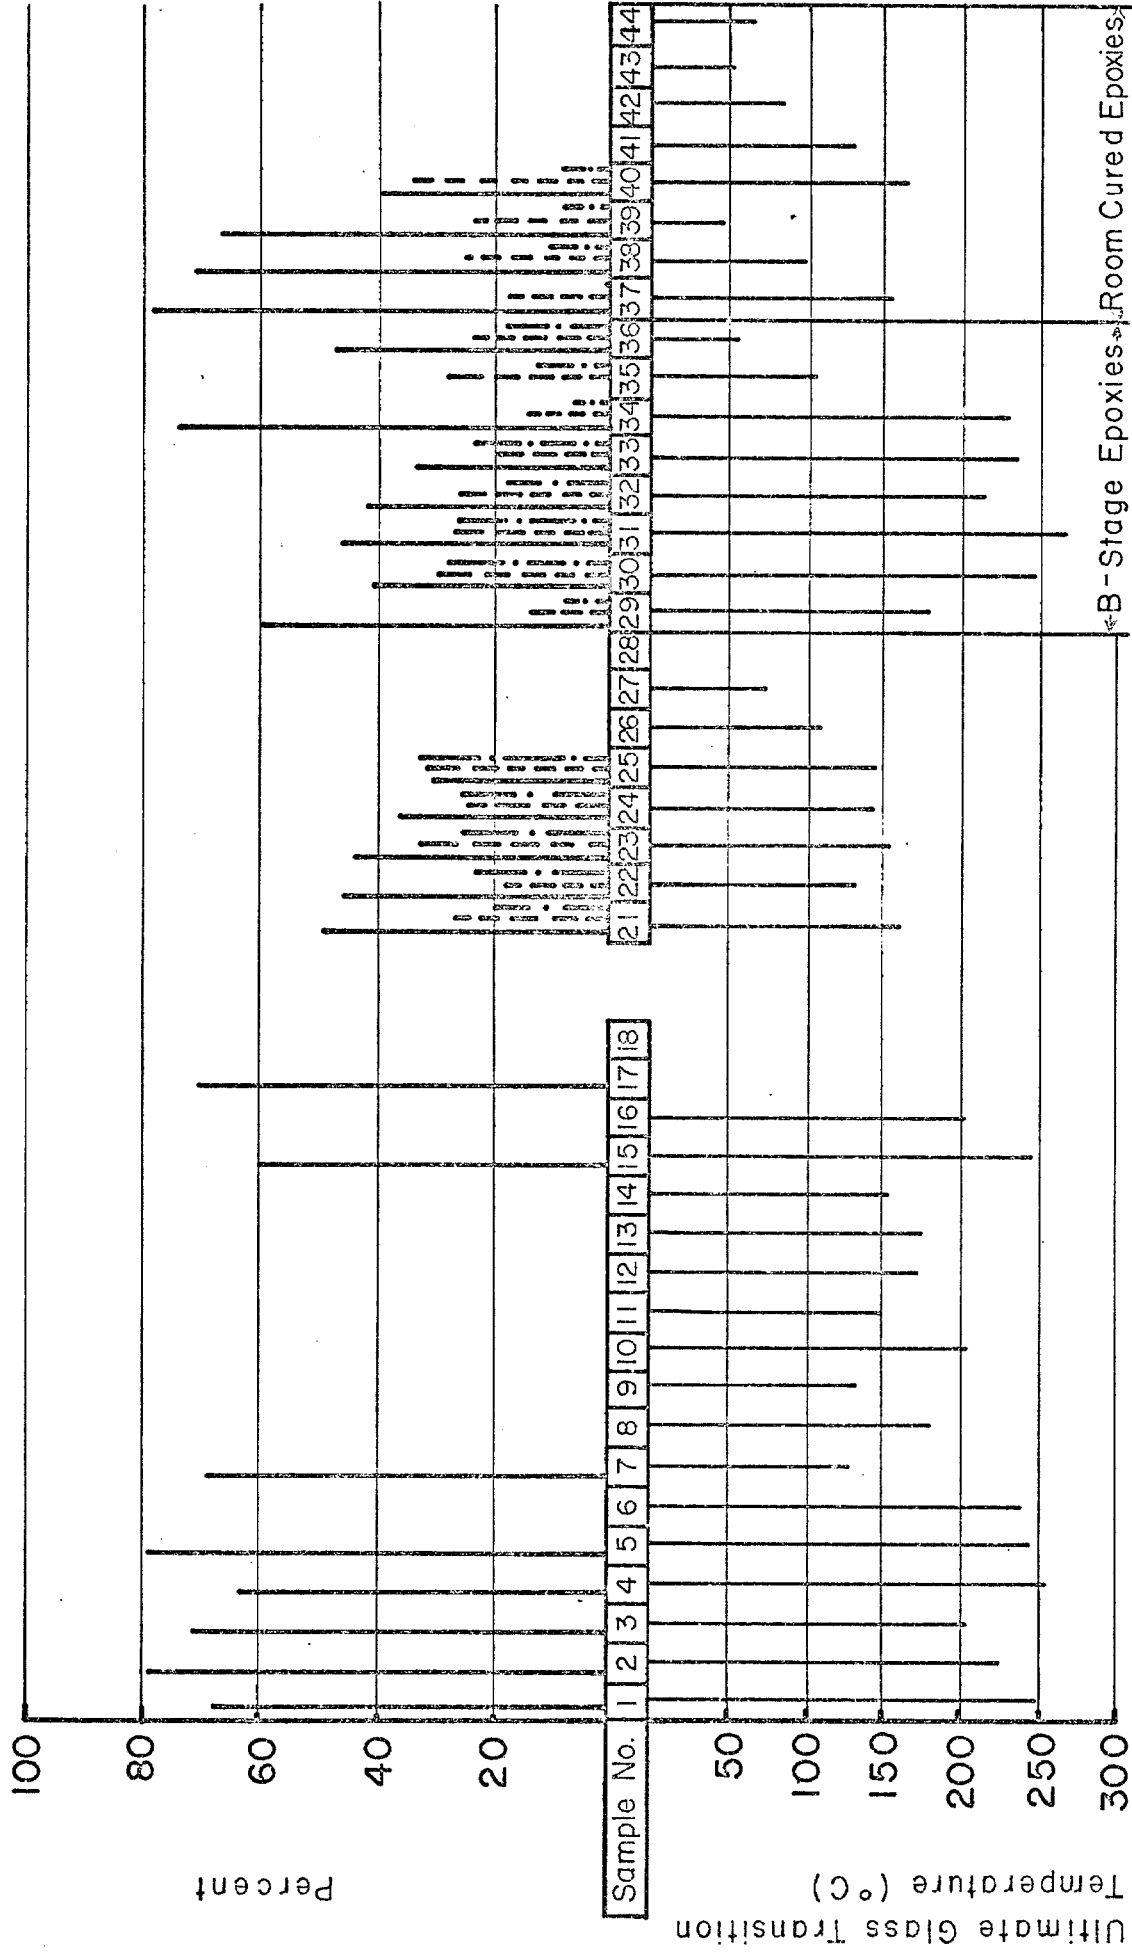 100
80
60
40
20
Percent
Sample No. 1 2 3 4 5 6 7 8 9 10 11 12 13 14 15 16 17 18 21 22 23 24 25 26 27 28 29 30 31 32 33 34 35 36 37 38 39 40 41 42 43 44
50
100
150
200
250
300
Ultimate Glass Transition
Temperature (°C)
B-Stage Epoxies
Room Cured Epoxies